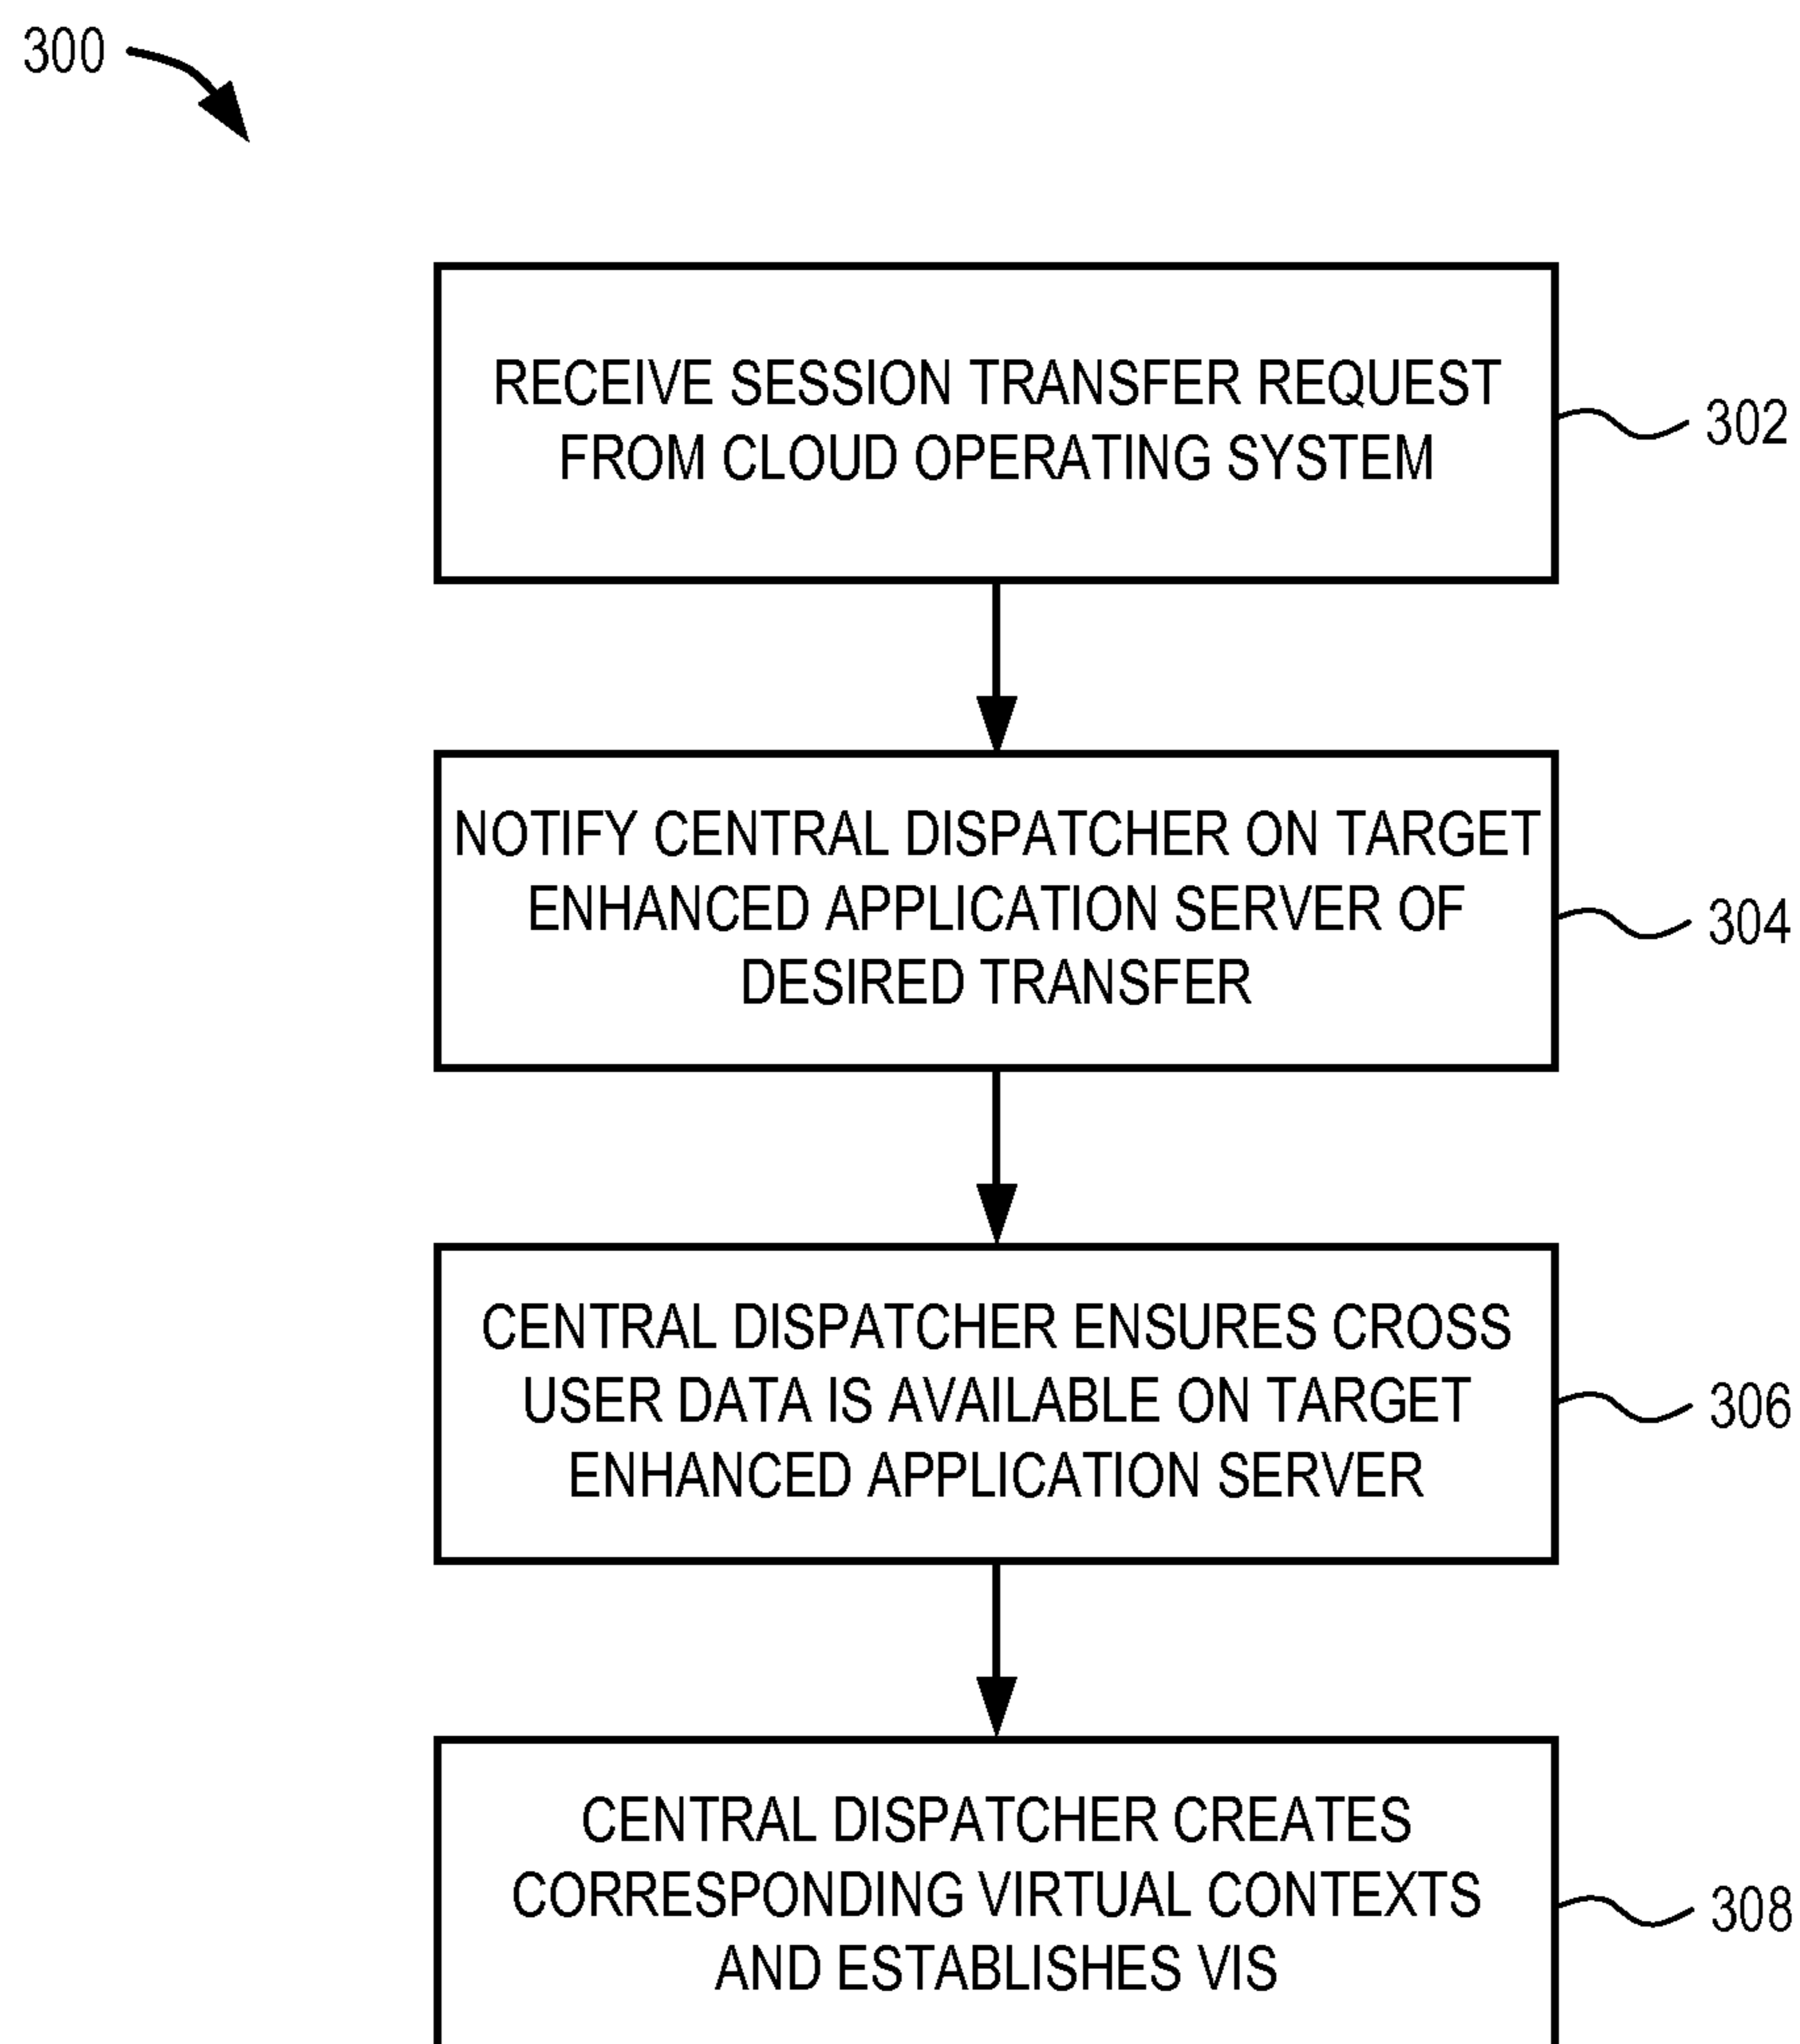 300
RECEIVE SESSION TRANSFER REQUEST
FROM CLOUD OPERATING SYSTEM
302
NOTIFY CENTRAL DISPATCHER ON TARGET
ENHANCED APPLICATION SERVER OF
DESIRED TRANSFER
304
CENTRAL DISPATCHER ENSURES CROSS
USER DATA IS AVAILABLE ON TARGET
ENHANCED APPLICATION SERVER
306
CENTRAL DISPATCHER CREATES
CORRESPONDING VIRTUAL CONTEXTS
AND ESTABLISHES VIS
308